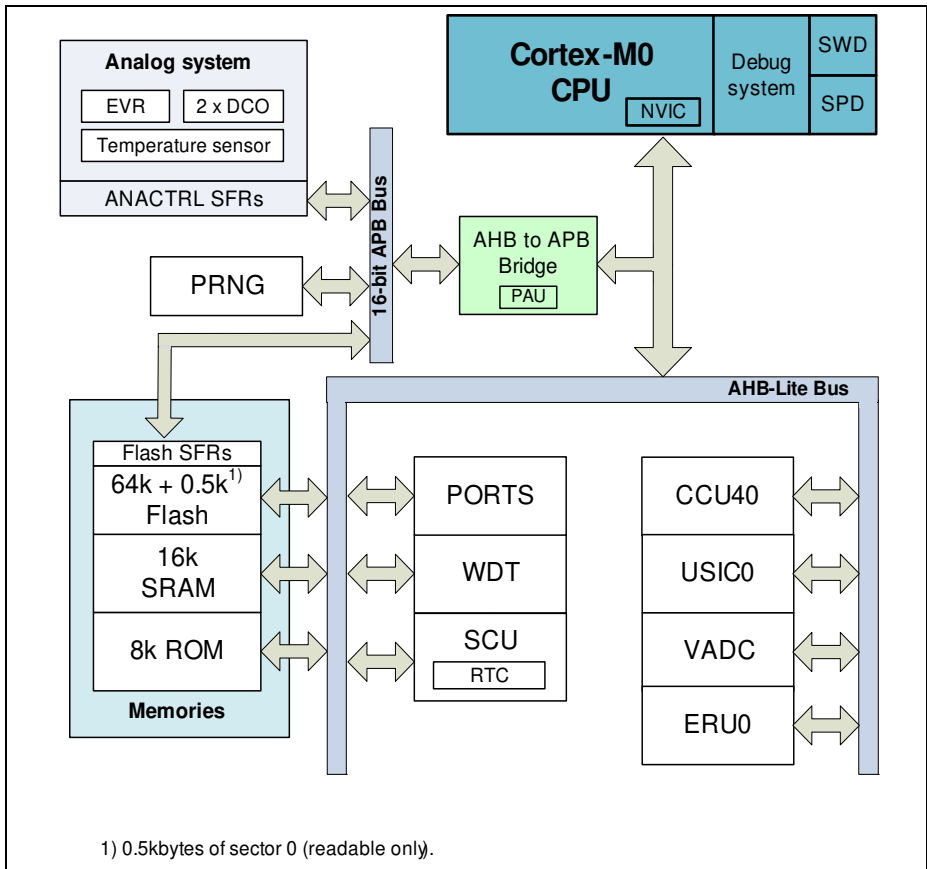 Analog system
EVR
2 x DCO
Temperature sensor
ANACTRL SFRs
Cortex-M0
CPU
NVIC
Debug
system
SWD
SPD
16-bit APB Bus
AHB to APB
Bridge
PAU
PRNG
AHB-Lite Bus
Flash SFRs
64k + 0.5k1)
Flash
16k
SRAM
8k ROM
Memories
PORTS
WDT
SCU
RTC
CCU40
USIC0
VADC
ERU0
1) 0.5kbytes of sector 0 (readable only).